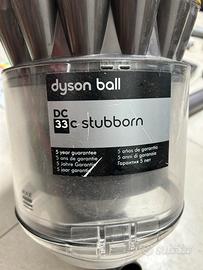 dyson ball
DC
33c stubborn
5 year guarantee
5 ans de garantie
5 Jahre Garantie
5 jaar garantie
5 años de garantía
5 anni di garanzia
Гарантия 5 лет
subito